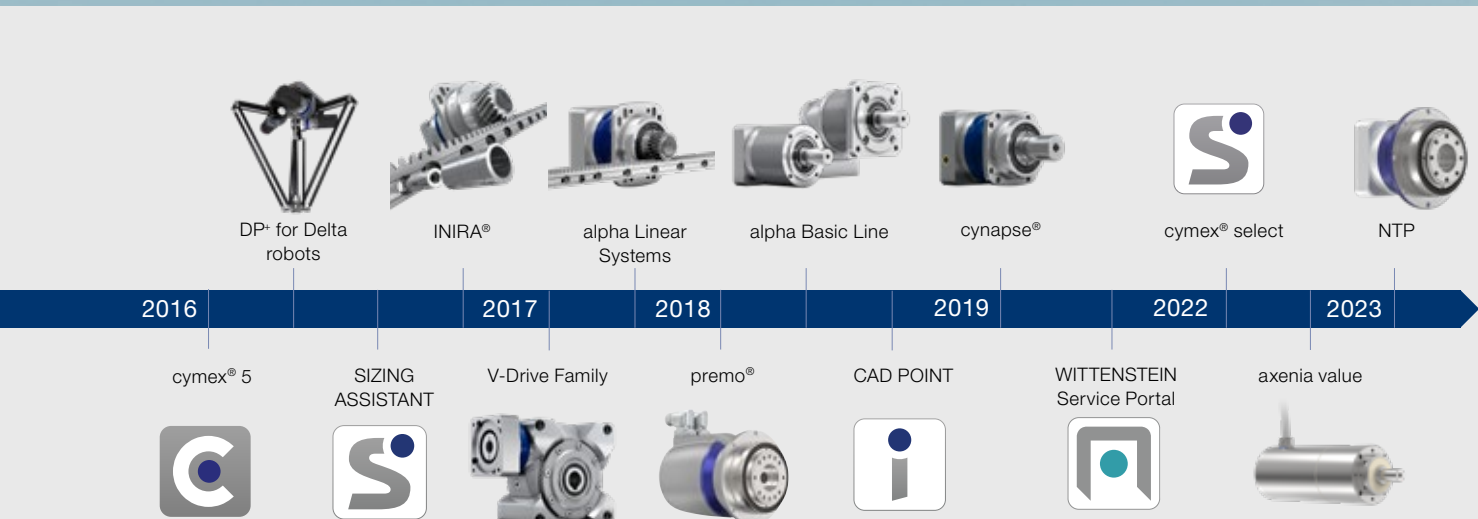 DP⁺ for Delta
robots
INIRA®
alpha Linear
Systems
alpha Basic Line
cynapse®
cymex® select
NTP
2016
2017
2018
2019
2022
2023
cymex® 5
SIZING
ASSISTANT
V-Drive Family
premo®
CAD POINT
WITTENSTEIN
Service Portal
axenia value